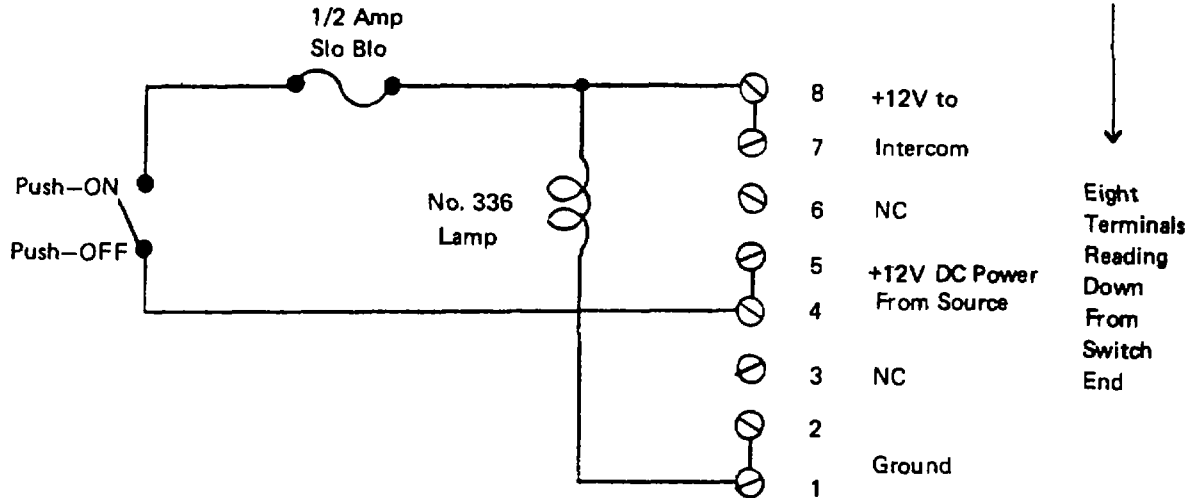 1/2 Amp
Slo Blo
Push-ON
Push-OFF
No. 336
Lamp
8 +12V to
7 Intercom
6 NC
5 +12V DC Power
4 From Source
3 NC
2
Ground
1
Eight
Terminals
Reading
Down
From
Switch
End